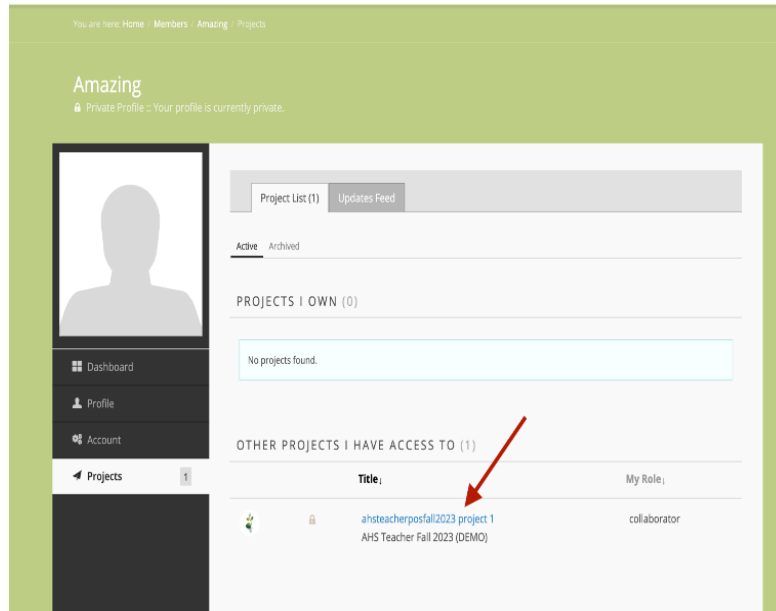 You are here: Home / Members / Amazing / Projects
Amazing
Private Profile :: Your profile is currently private.
Project List (1) Updates Feed
Active Archived
PROJECTS I OWN (0)
No projects found.
Dashboard
Profile
Account
Projects 1
OTHER PROJECTS I HAVE ACCESS TO (1)
Title↓ My Role↓
ahsteacherposfall2023 project 1 collaborator
AHS Teacher Fall 2023 (DEMO)